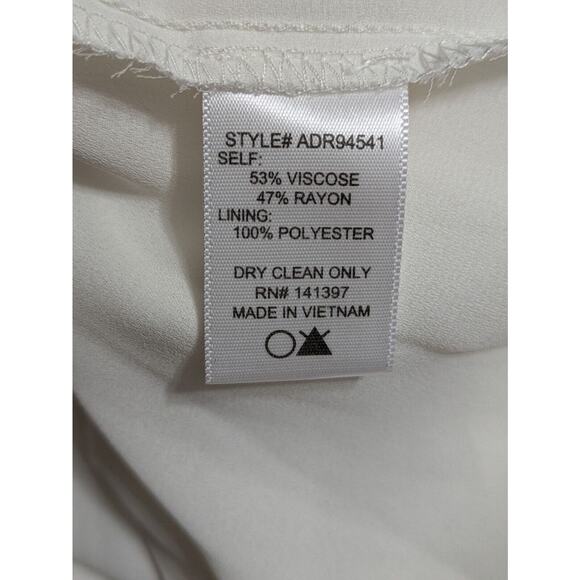 STYLE# ADR94541
SELF:
53% VISCOSE
47% RAYON
LINING:
100% POLYESTER
DRY CLEAN ONLY
RN# 141397
MADE IN VIETNAM